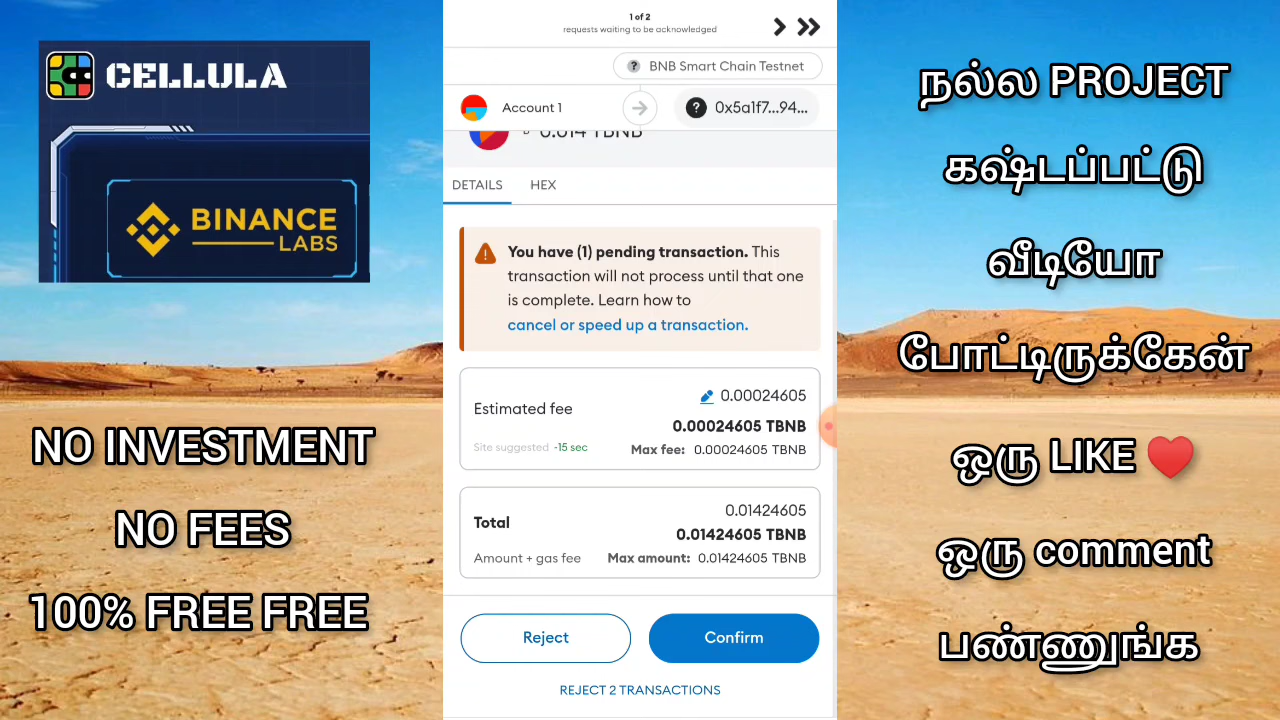 CELLULA
BINANCE
LABS
NO INVESTMENT
NO FEES
100% FREE FREE
1 of 2
requests waiting to be acknowledged
BNB Smart Chain Testnet
Account 1
0x5a1f7...94...
0.014 TBNB
DETAILS HEX
You have (1) pending transaction. This
transaction will not process until that one
is complete. Learn how to
cancel or speed up a transaction.
0.00024605
Estimated fee
0.00024605 TBNB
Site suggested ~15 sec
Max fee: 0.00024605 TBNB
0.01424605
Total
0.01424605 TBNB
Amount + gas fee
Max amount: 0.01424605 TBNB
Reject
Confirm
REJECT 2 TRANSACTIONS
நல்ல PROJECT
கஷ்டப்பட்டு
வீடியோ
போட்டிருக்கேன்
ஒரு LIKE ♥️
ஒரு comment
பண்ணுங்க